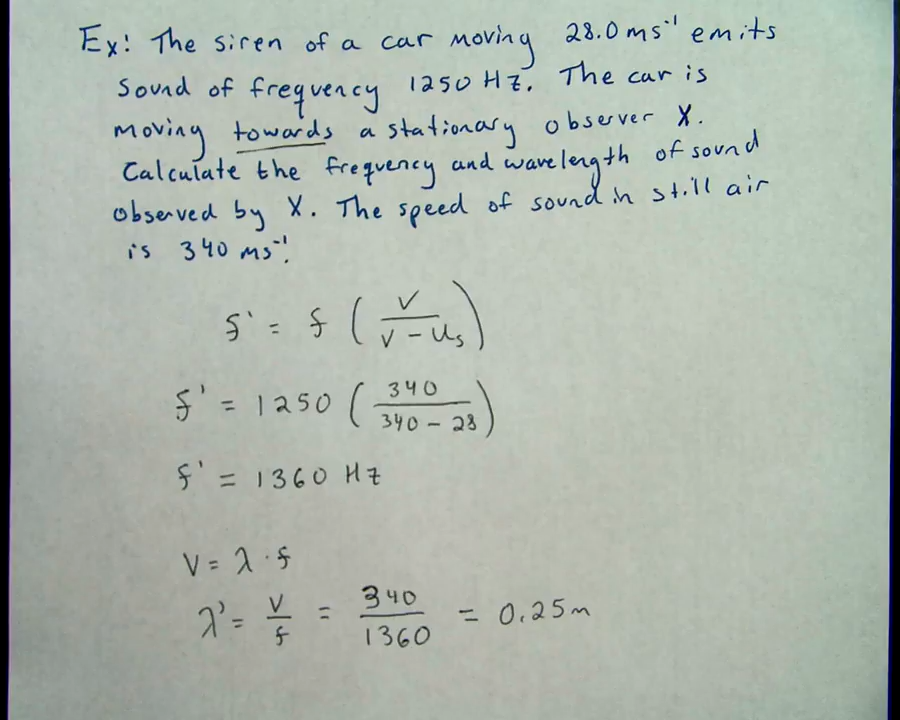 Ex: The siren of a car moving 28.0 ms⁻¹ emits
sound of frequency 1250 Hz. The car is
moving towards a stationary observer X.
Calculate the frequency and wavelength of sound
observed by X. The speed of sound in still air
is 340 ms⁻¹.
f' = f ( v / v - u_s )
f' = 1250 ( 340 / 340 - 28 )
f' = 1360 Hz
v = λ · f
λ' = v / f = 340 / 1360 = 0.25m